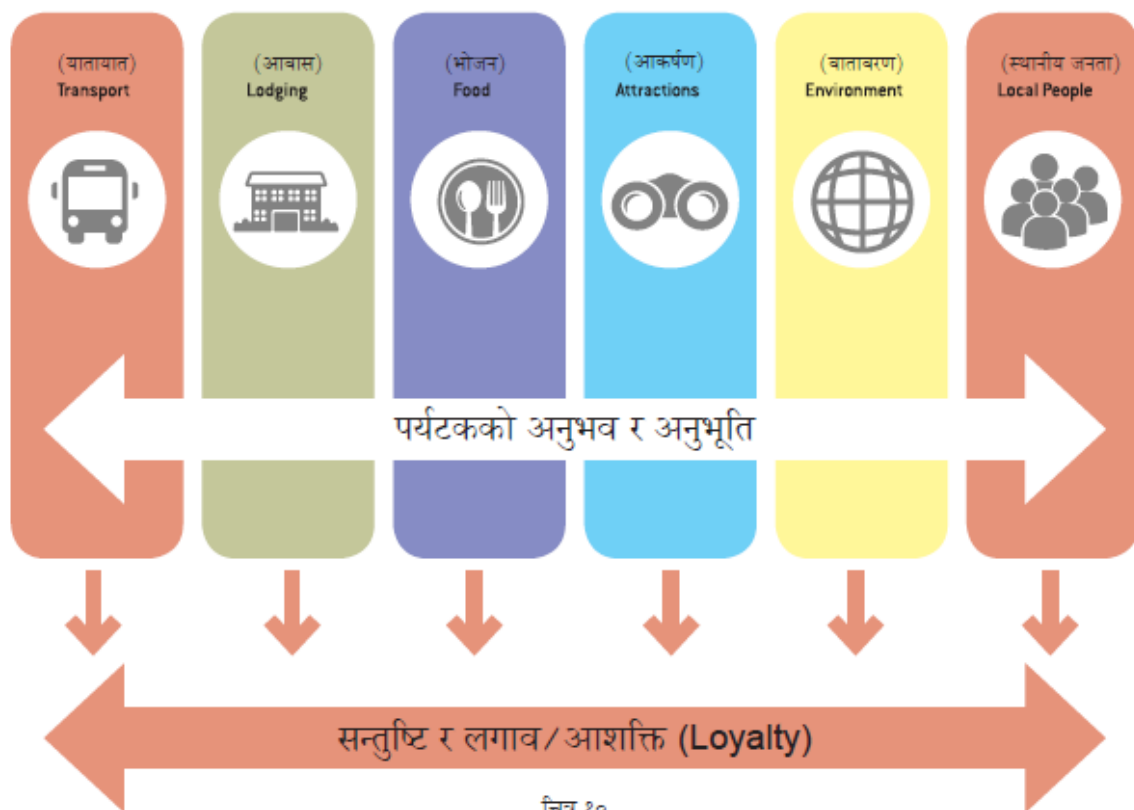 (यातायात)
Transport
(आवास)
Lodging
(भोजन)
Food
(आकर्षण)
Attractions
(वातावरण)
Environment
(स्थानीय जनता)
Local People
पर्यटकको अनुभव र अनुभूति
सन्तुष्टि र लगाव/आशक्ति (Loyalty)